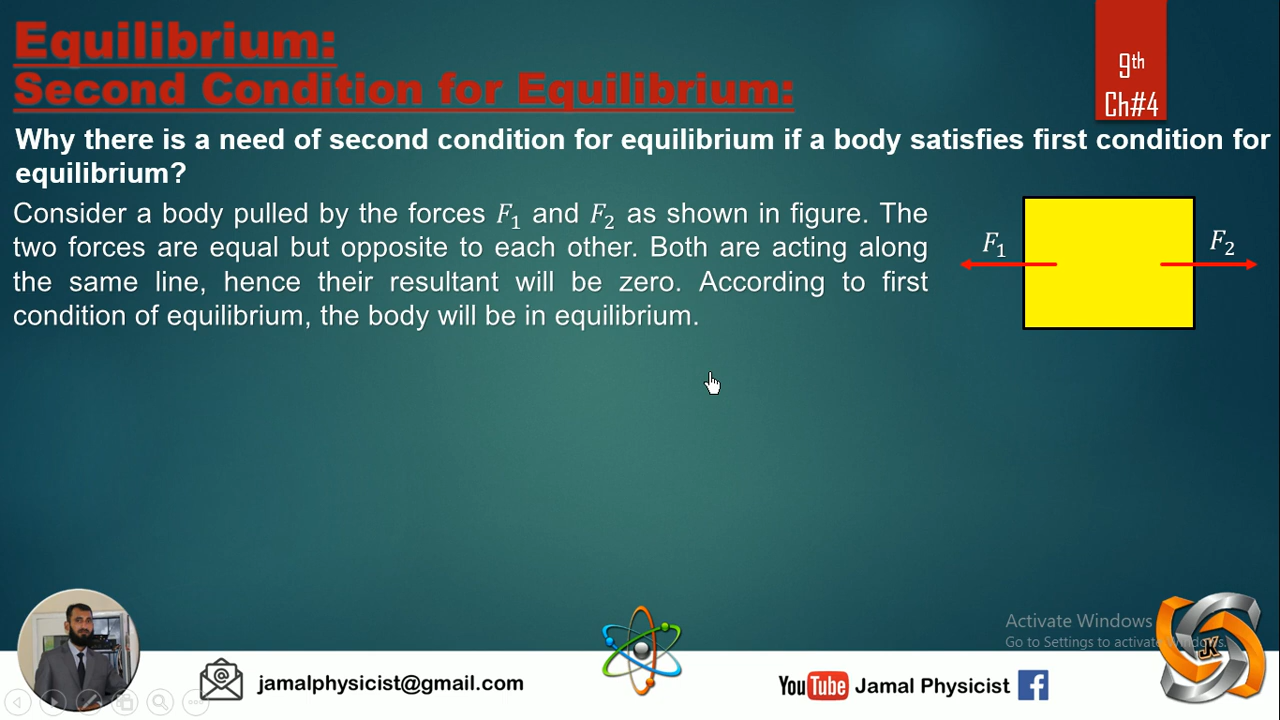 Equilibrium:
Second Condition for Equilibrium:
9th
Ch#4
Why there is a need of second condition for equilibrium if a body satisfies first condition for
equilibrium?
Consider a body pulled by the forces F₁ and F₂ as shown in figure. The
two forces are equal but opposite to each other. Both are acting along
the same line, hence their resultant will be zero. According to first
condition of equilibrium, the body will be in equilibrium.
F₁
F₂
Activate Windows
Go to Settings to activate Windows.
JK
jamalphysicist@gmail.com
YouTube Jamal Physicist f